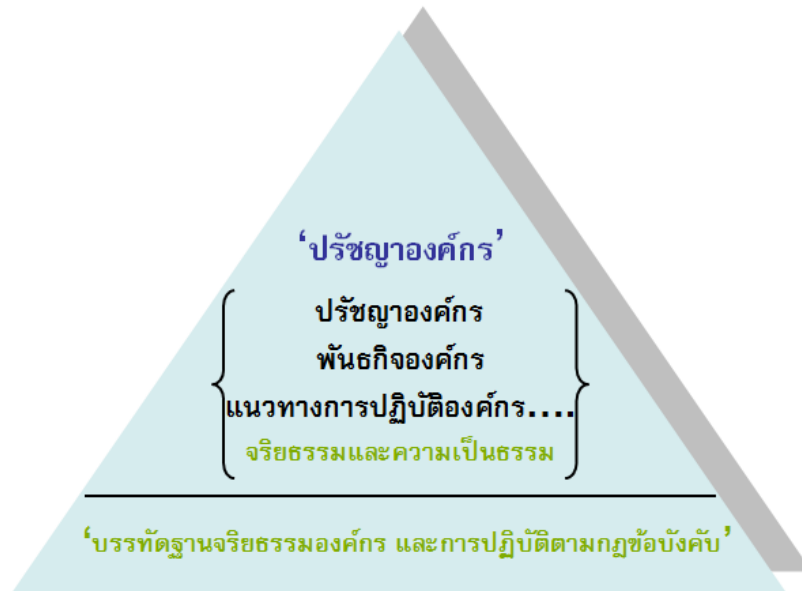 ‘ปรัชญาองค์กร’
ปรัชญาองค์กร
พันธกิจองค์กร
แนวทางการปฏิบัติองค์กร....
จริยธรรมและความเป็นธรรม
‘บรรทัดฐานจริยธรรมองค์กร และการปฏิบัติตามกฎข้อบังคับ’